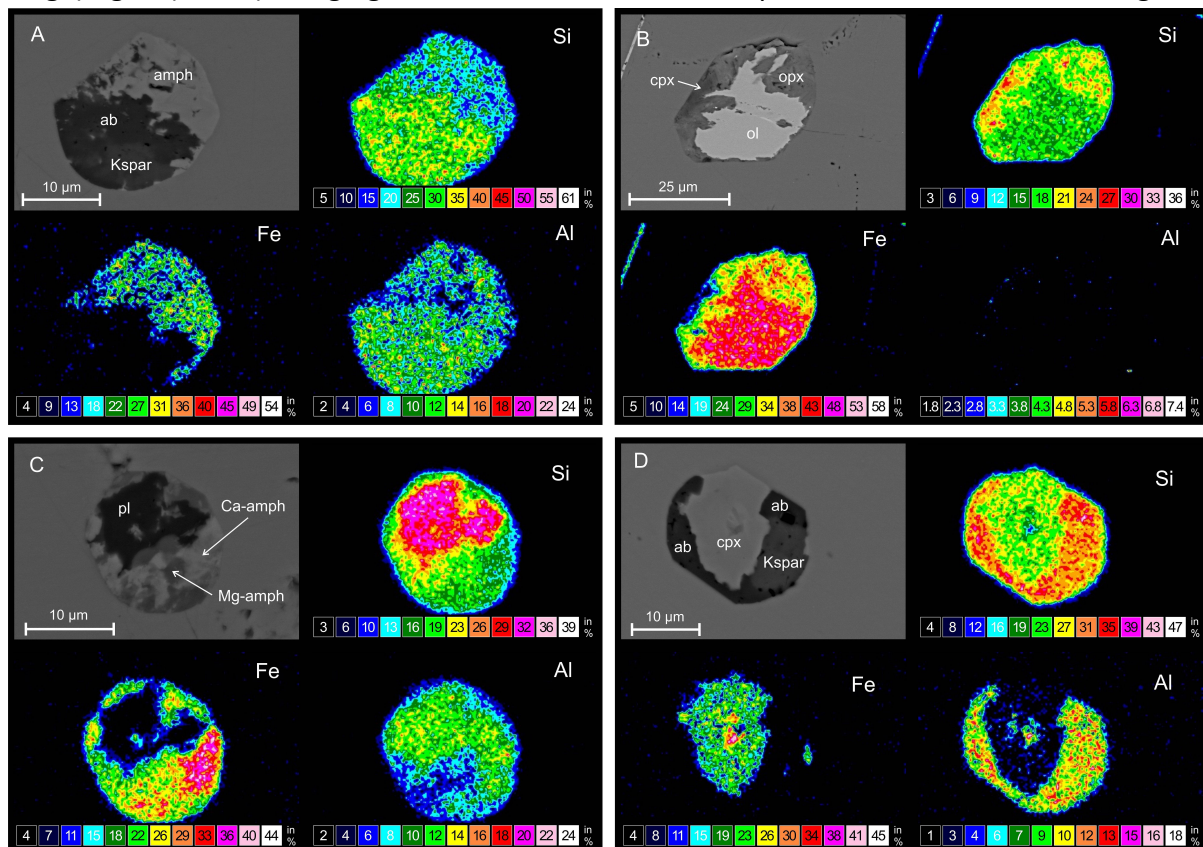 A
amph
ab
Kspar
10 µm
Si
5 10 15 20 25 30 35 40 45 50 55 61 in %
Fe
4 9 13 18 22 27 31 36 40 45 49 54 in %
Al
2 4 6 8 10 12 14 16 18 20 22 24 in %
B
cpx
opx
ol
25 µm
Si
3 6 9 12 15 18 21 24 27 30 33 36 in %
Fe
5 10 14 19 24 29 34 38 43 48 53 58 in %
Al
1.8 2.3 2.8 3.3 3.8 4.3 4.8 5.3 5.8 6.3 6.8 7.4 in %
C
pl
Ca-amph
Mg-amph
10 µm
Si
3 6 10 13 16 19 23 26 29 32 36 39 in %
Fe
4 7 11 15 18 22 26 29 33 36 40 44 in %
Al
2 4 6 8 10 12 14 16 18 20 22 24 in %
D
ab
cpx
ab
Kspar
10 µm
Si
4 8 12 16 19 23 27 31 35 39 43 47 in %
Fe
4 8 11 15 19 23 26 30 34 38 41 45 in %
Al
1 3 4 6 7 9 10 12 13 15 16 18 in %